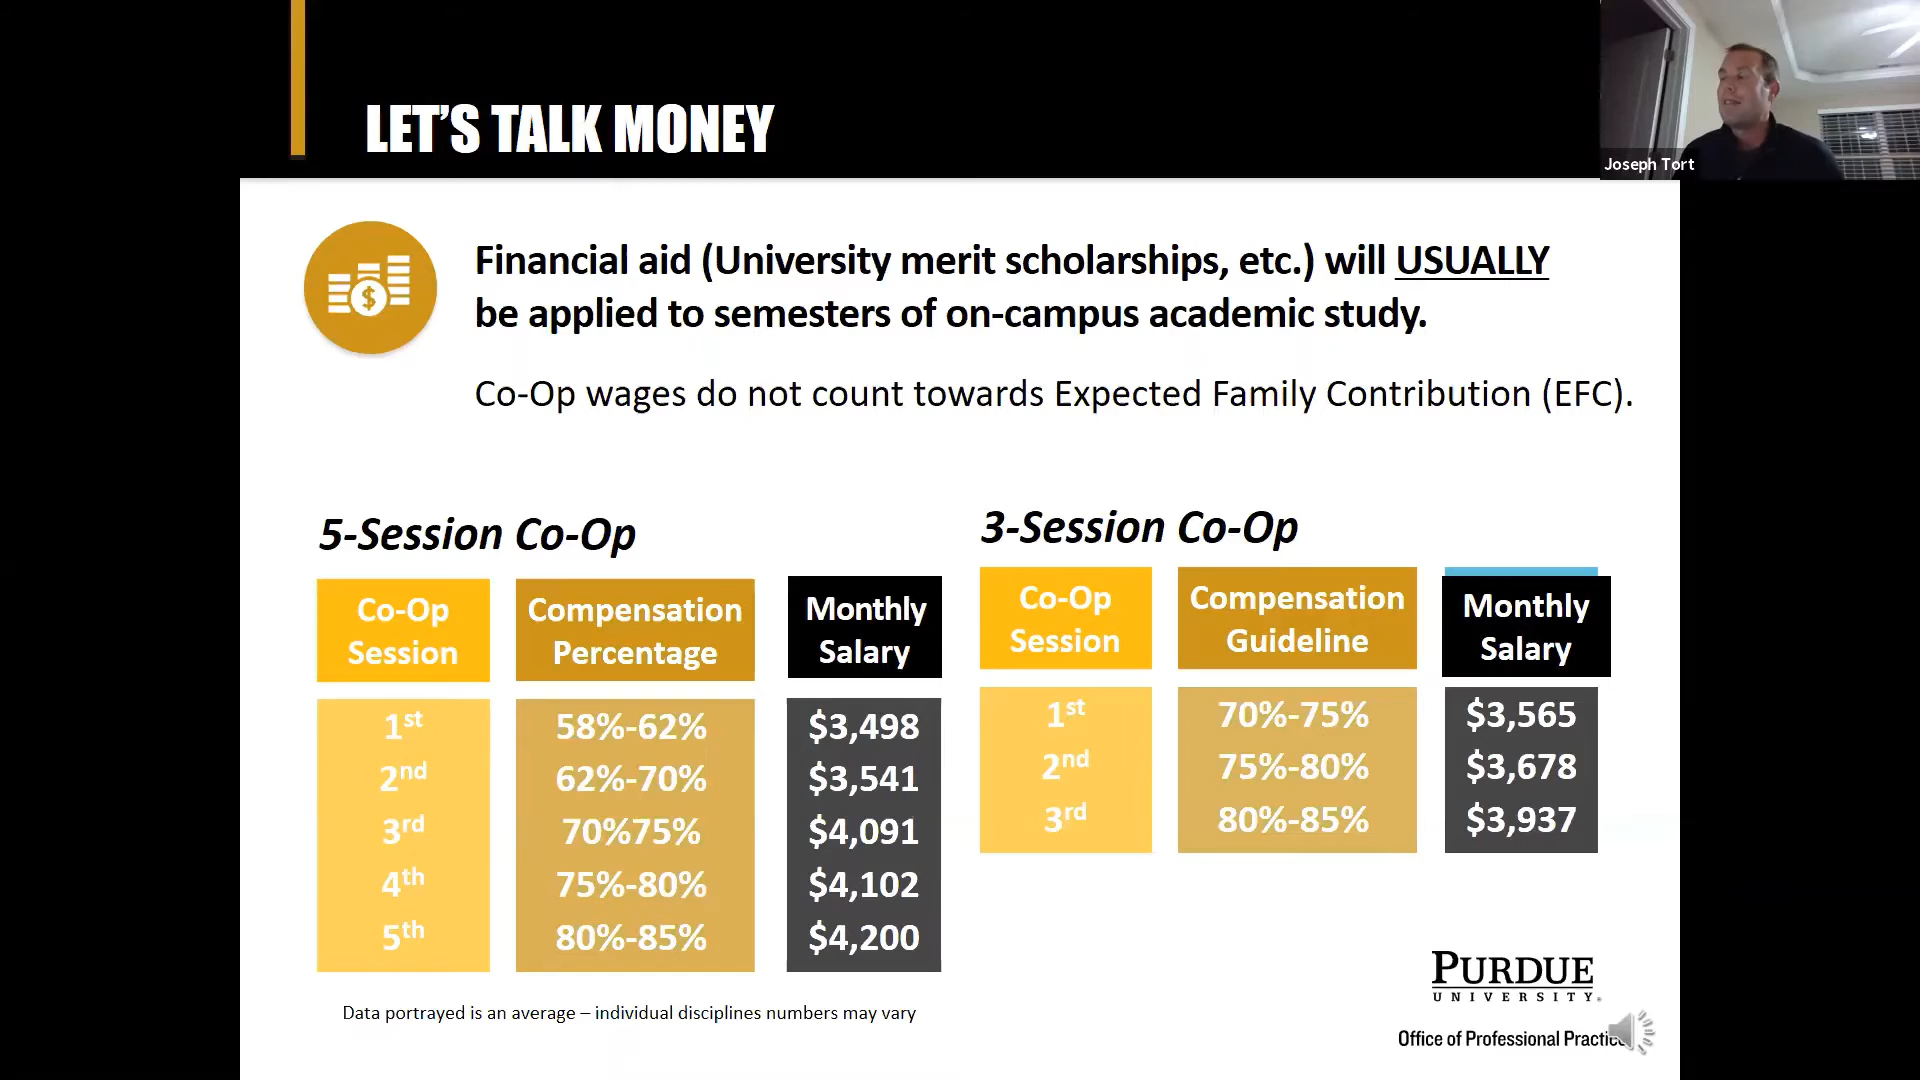 LET'S TALK MONEY
Joseph Tort
Financial aid (University merit scholarships, etc.) will USUALLY
be applied to semesters of on-campus academic study.
Co-Op wages do not count towards Expected Family Contribution (EFC).
5-Session Co-Op
Co-Op
Session
Compensation
Percentage
Monthly
Salary
1st 58%-62% $3,498
2nd 62%-70% $3,541
3rd 70%75% $4,091
4th 75%-80% $4,102
5th 80%-85% $4,200
Data portrayed is an average – individual disciplines numbers may vary
3-Session Co-Op
Co-Op
Session
Compensation
Guideline
Monthly
Salary
1st 70%-75% $3,565
2nd 75%-80% $3,678
3rd 80%-85% $3,937
PURDUE
UNIVERSITY.
Office of Professional Practic